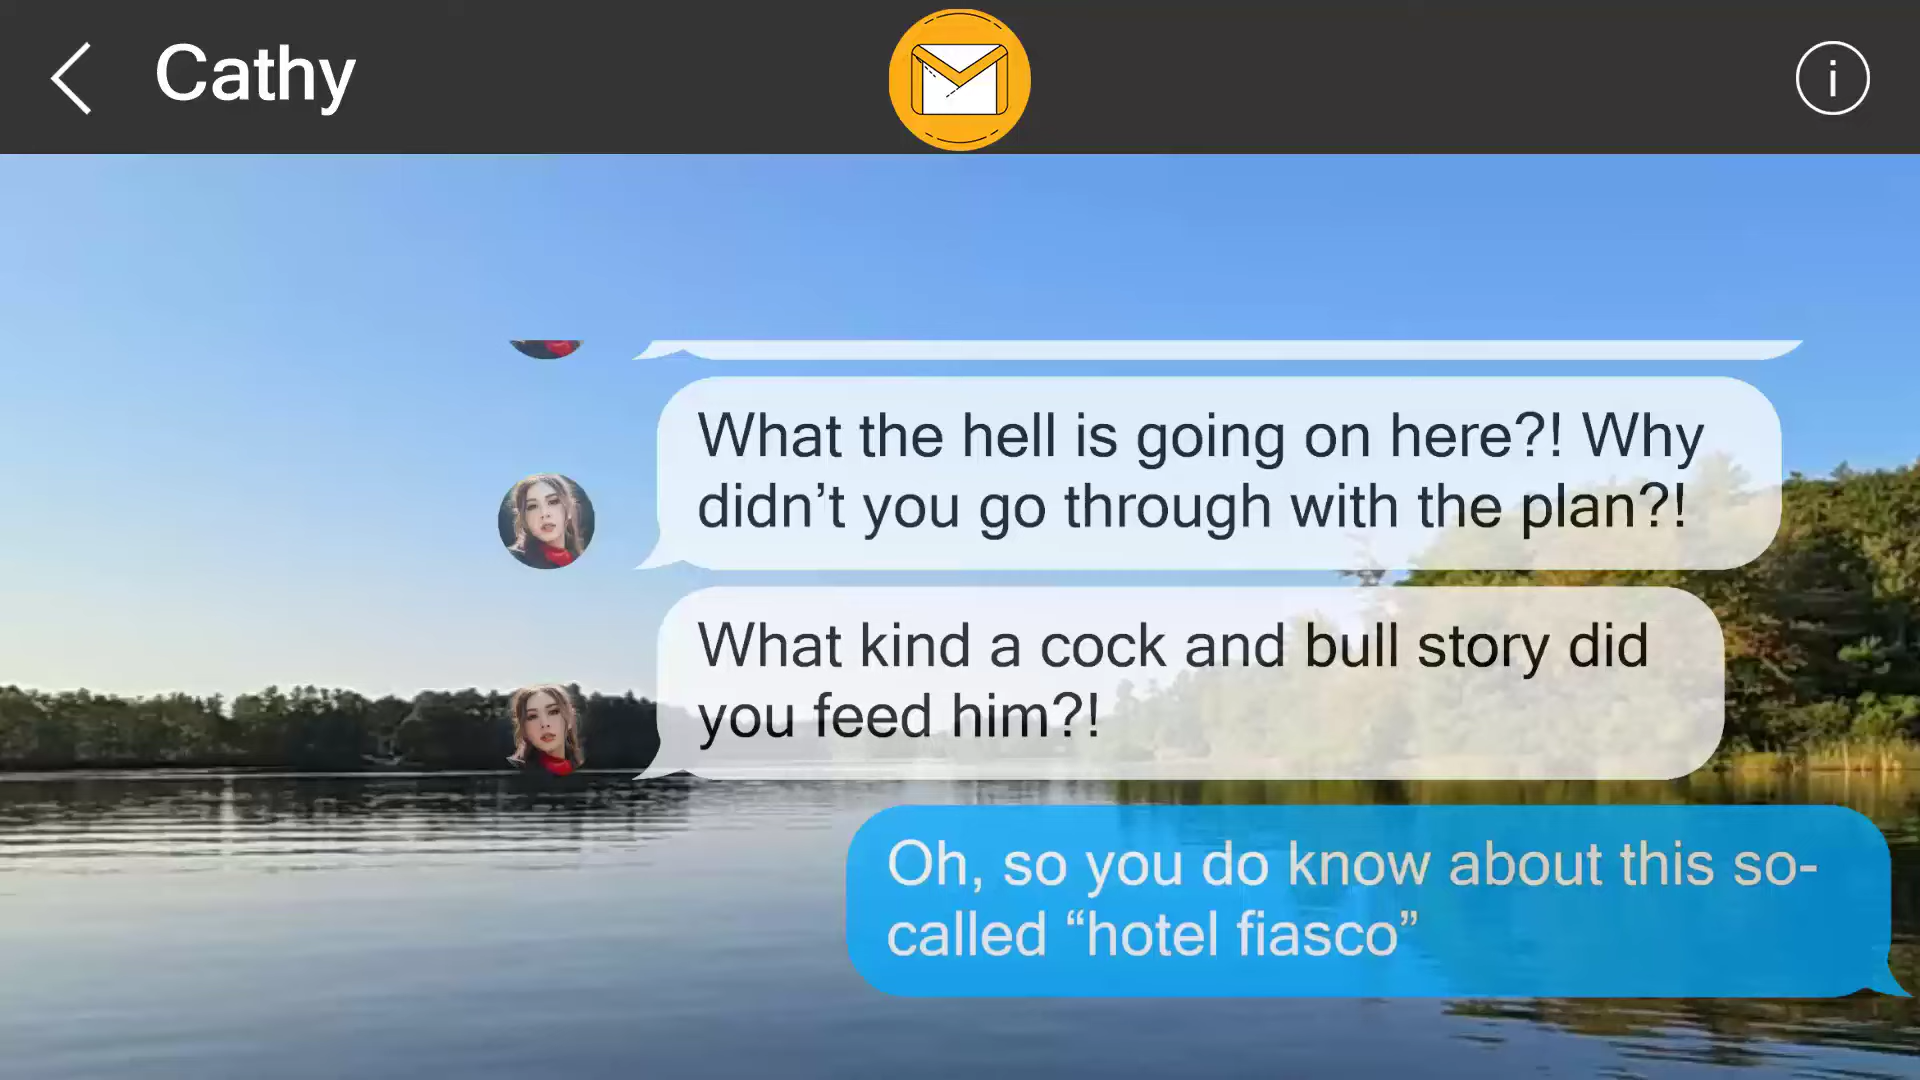 Cathy
i
What the hell is going on here?! Why
didn’t you go through with the plan?!
What kind a cock and bull story did
you feed him?!
Oh, so you do know about this so-
called “hotel fiasco”